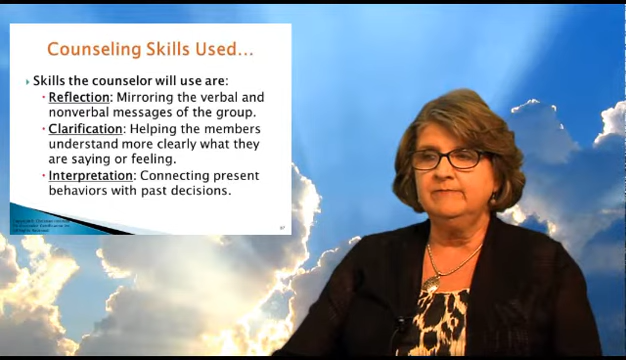 Counseling Skills Used...
Skills the counselor will use are:
Reflection: Mirroring the verbal and
nonverbal messages of the group.
Clarification: Helping the members
understand more clearly what they
are saying or feeling.
Interpretation: Connecting present
behaviors with past decisions.